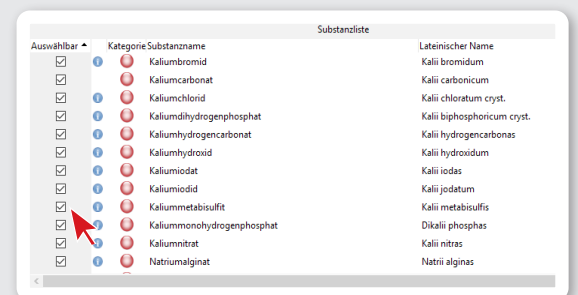 Substanzliste
Auswählbar Kategorie Substanzname Lateinischer Name
Kaliumbromid Kalii bromidum
Kaliumcarbonat Kalii carbonicum
Kaliumchlorid Kalii chloratum cryst.
Kaliumdihydrogenphosphat Kalii biphosphoricum cryst.
Kaliumhydrogencarbonat Kalii hydrogencarbonas
Kaliumhydroxid Kalii hydroxidum
Kaliumiodat Kalii iodas
Kaliumiodid Kalii jodatum
Kaliummetabisulfit Kalii metabisulfis
Kaliummonohydrogenphosphat Dikalii phosphas
Kaliumnitrat Kalii nitras
Natriumalginat Natrii alginas